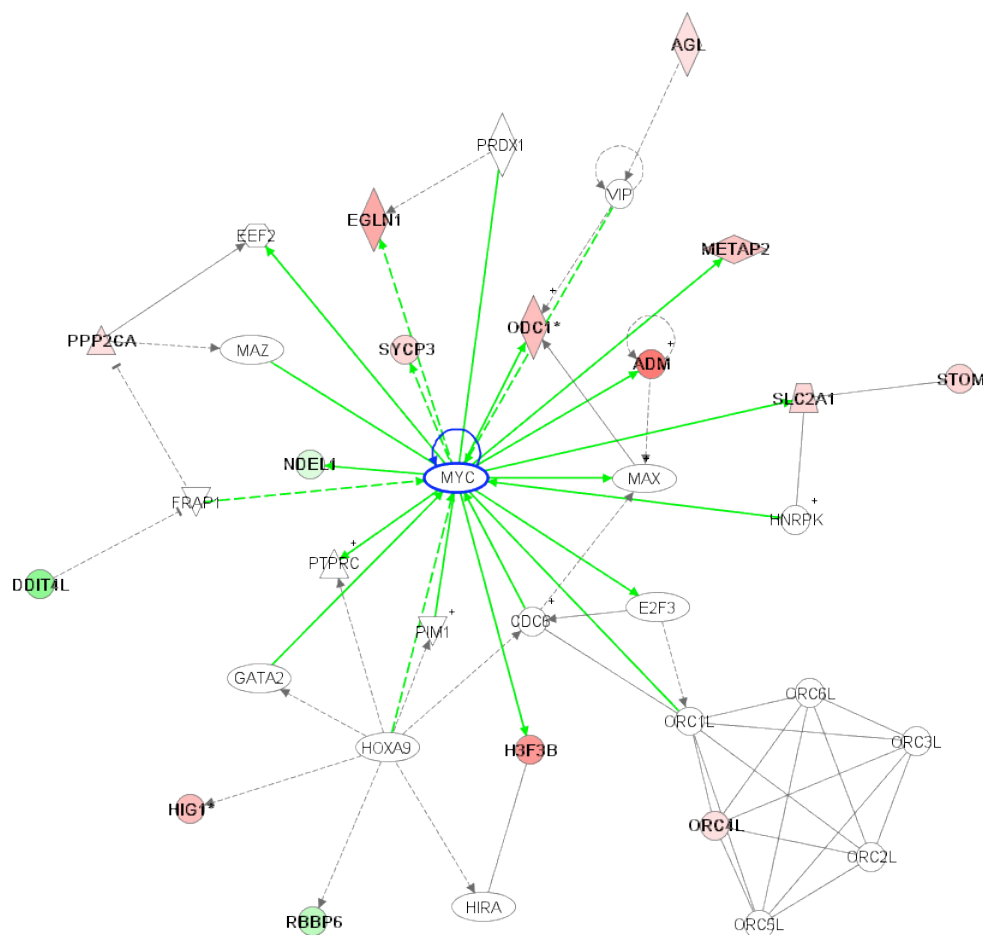 AGL
PRDX1
VIP
EGLN1
EEF2
METAP2
+
ODC1*
PPP2CA
MAZ
SYCP3
+
ADM
STOM
SLC2A1
NDEL1
MYC
+
MAX
FRAP1
+
HNRPK
+
PTPRC
DDIT4L
+
PIM1
+
CDC6
E2F3
GATA2
ORC6L
ORC1L
HOXA9
H3F3B
ORC3L
HIG1*
ORC4L
ORC2L
HIRA
RBBP6
ORC5L